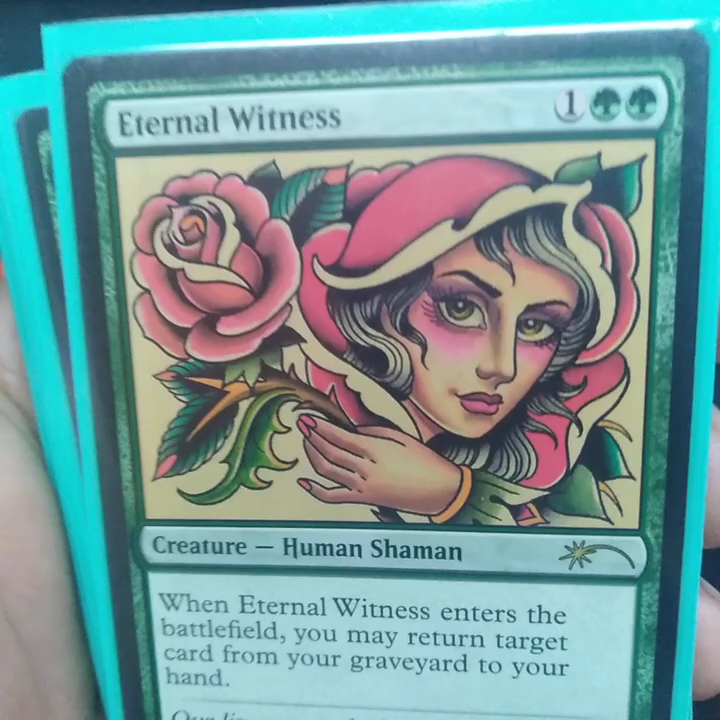 Eternal Witness 1
Creature — Human Shaman
When Eternal Witness enters the
battlefield, you may return target
card from your graveyard to your
hand.